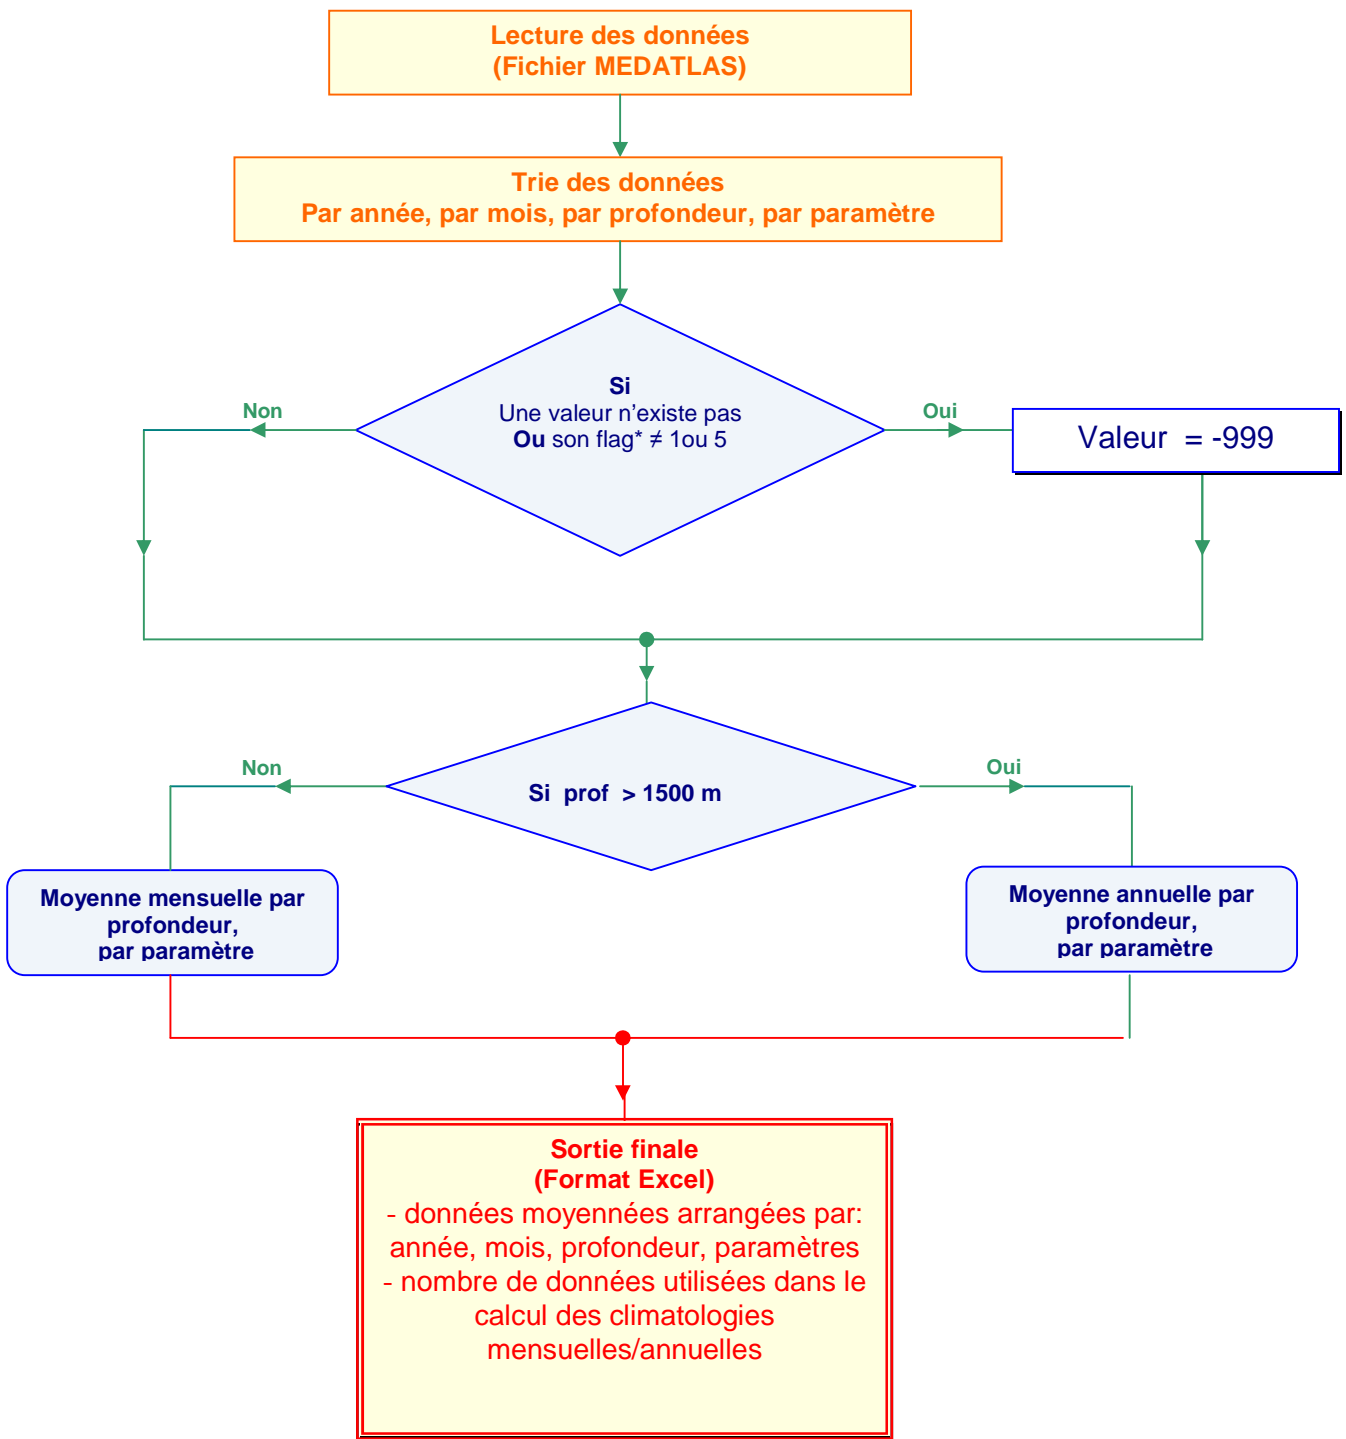 Lecture des données
(Fichier MEDATLAS)
Trie des données
Par année, par mois, par profondeur, par paramètre
Si
Une valeur n’existe pas
Ou son flag* ≠ 1ou 5
Non
Oui
Valeur = -999
Si prof > 1500 m
Non
Oui
Moyenne mensuelle par
profondeur,
par paramètre
Moyenne annuelle par
profondeur,
par paramètre
Sortie finale
(Format Excel)
- données moyennées arrangées par:
année, mois, profondeur, paramètres
- nombre de données utilisées dans le
calcul des climatologies
mensuelles/annuelles